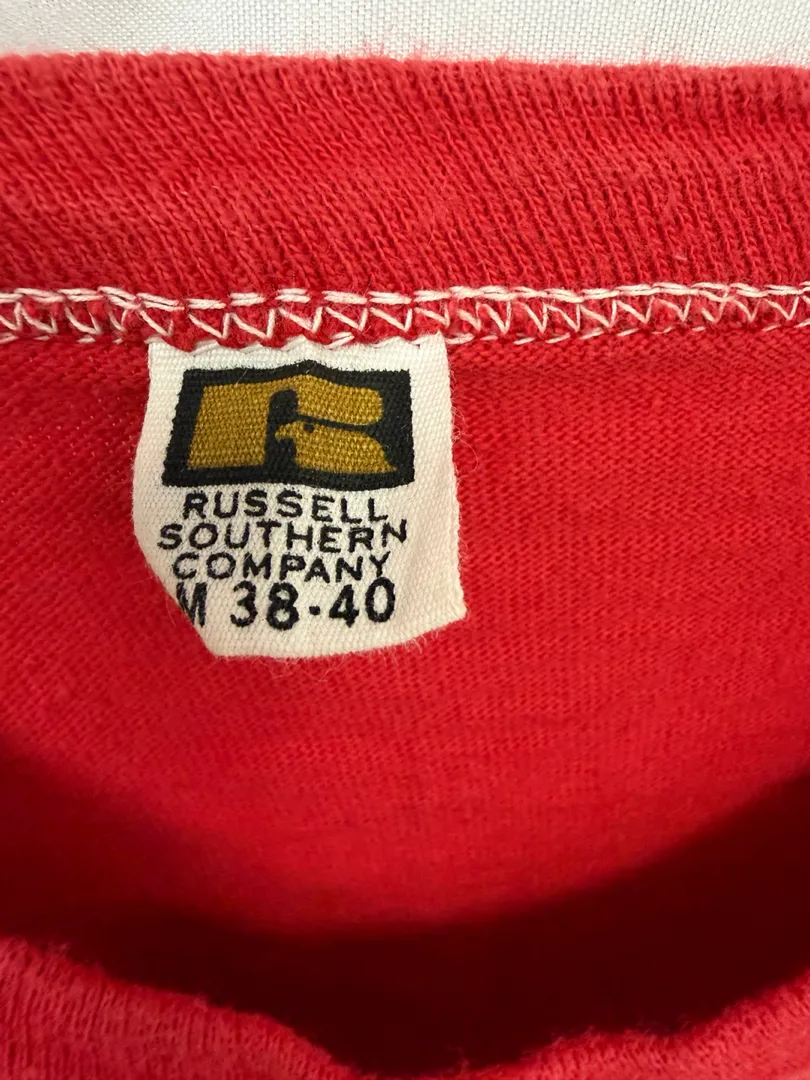 RUSSELL
SOUTHERN
COMPANY
M 38-40